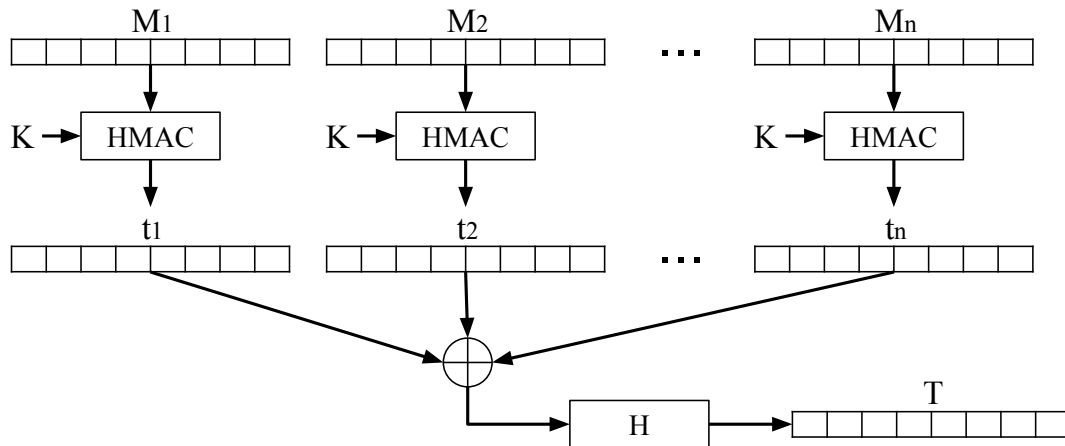 M1 M2 ... Mn
K HMAC K HMAC K HMAC
t1 t2 ... tn
T
H